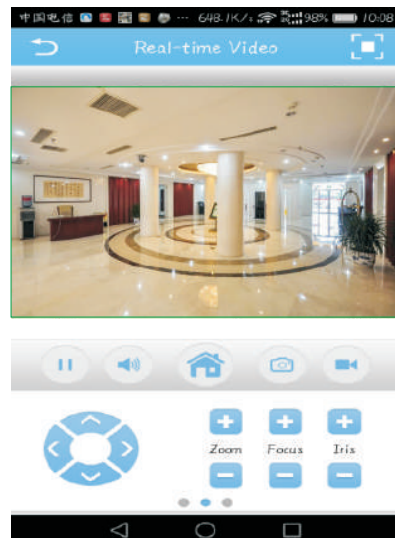 中国电信 ... 648.1K/s 98% 10:08
Real-time Video
Zoom Focus Iris